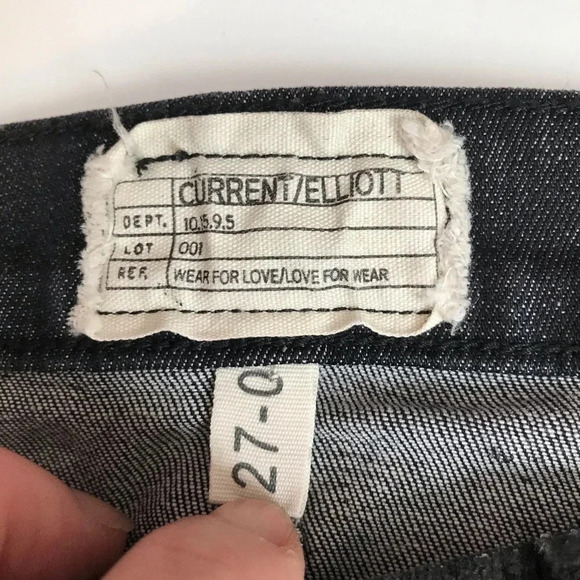 CURRENT/ELLIOTT
DEPT. 10.15.9.5
LOT 001
REF. WEAR FOR LOVE/LOVE FOR WEAR
27-0